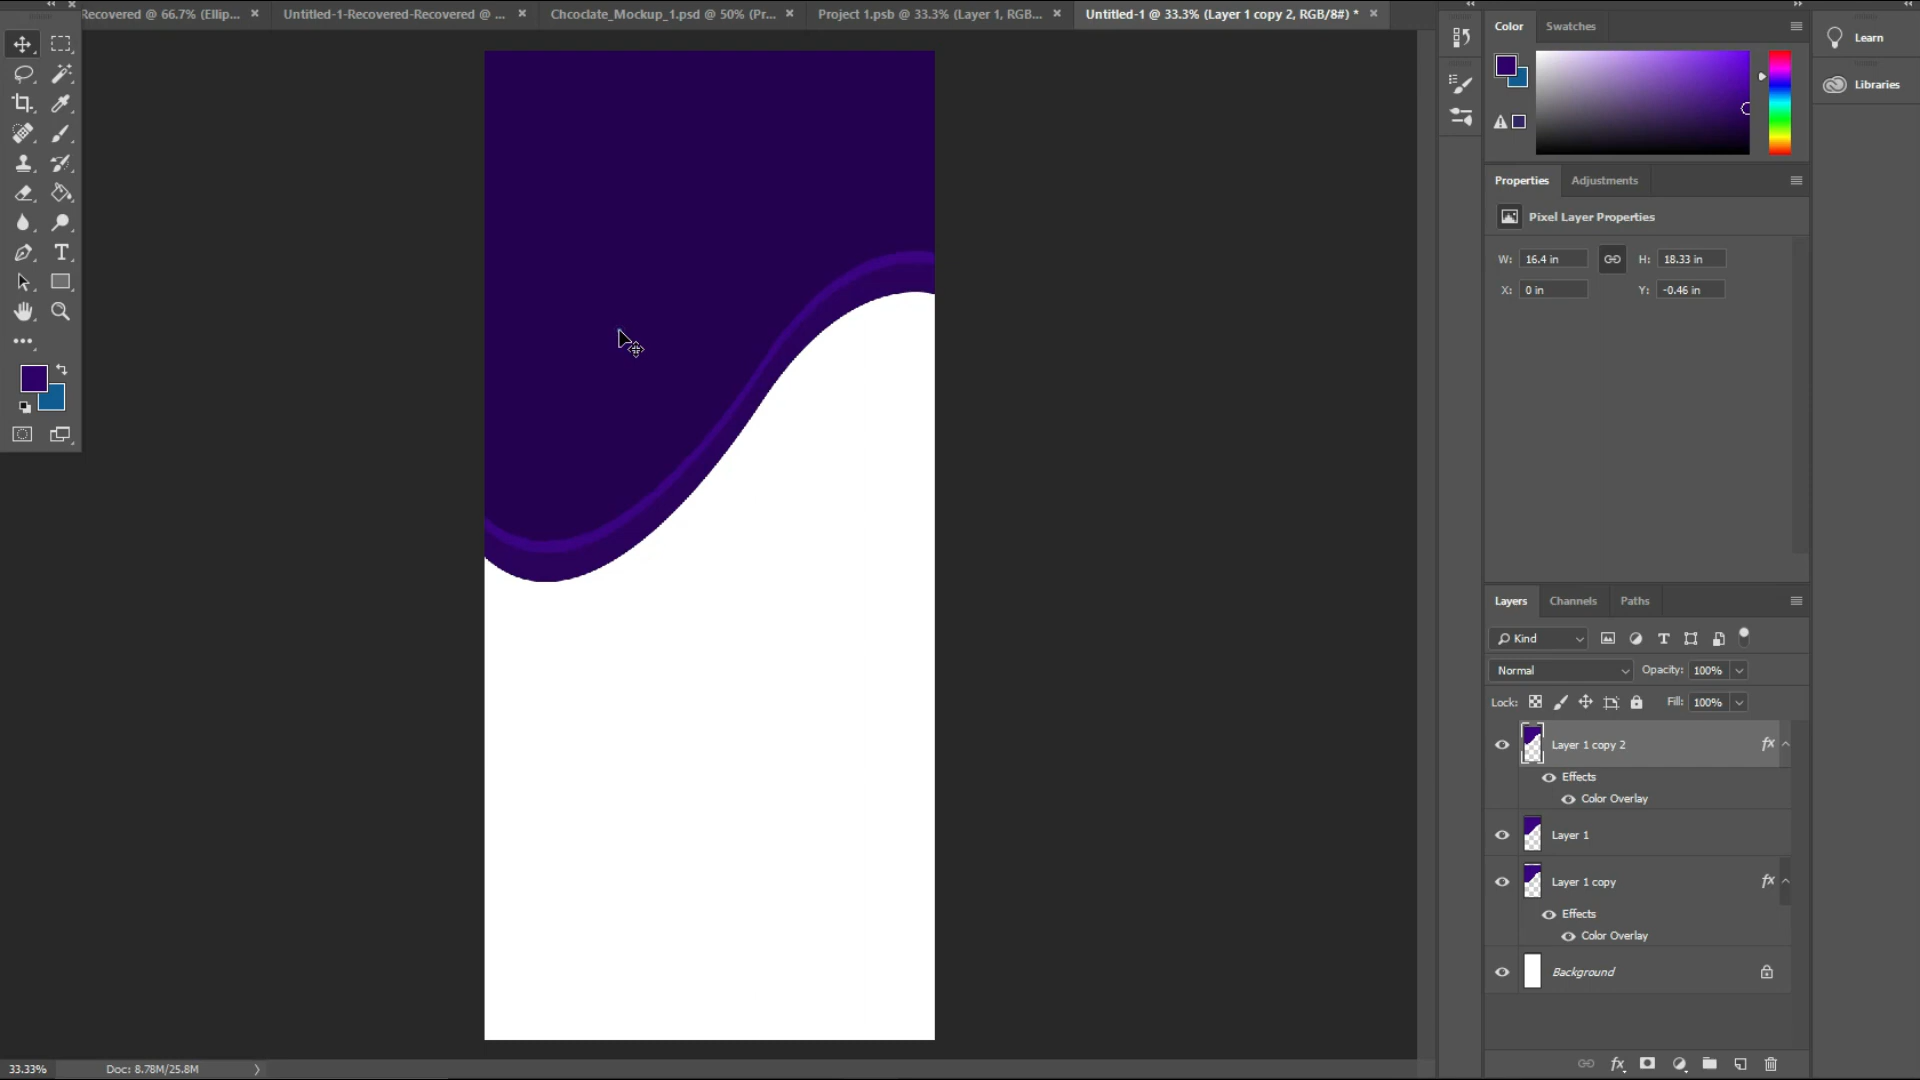 Recovered @ 66.7% (Ellip... ×
Untitled-1-Recovered-Recovered @ ... ×
Chcoclate_Mockup_1.psd @ 50% (Pr... ×
Project 1.psb @ 33.3% (Layer 1, RGB... ×
Untitled-1 @ 33.3% (Layer 1 copy 2, RGB/8#) * ×
Color
Swatches
Learn
Libraries
Properties
Adjustments
Pixel Layer Properties
W: 16.4 in
H: 18.33 in
X: 0 in
Y: -0.46 in
Layers
Channels
Paths
Kind
Normal
Opacity: 100%
Lock:
Fill: 100%
Layer 1 copy 2
fx
Effects
Color Overlay
Layer 1
Layer 1 copy
fx
Effects
Color Overlay
Background
fx
33.33%
Doc: 8.78M/25.8M